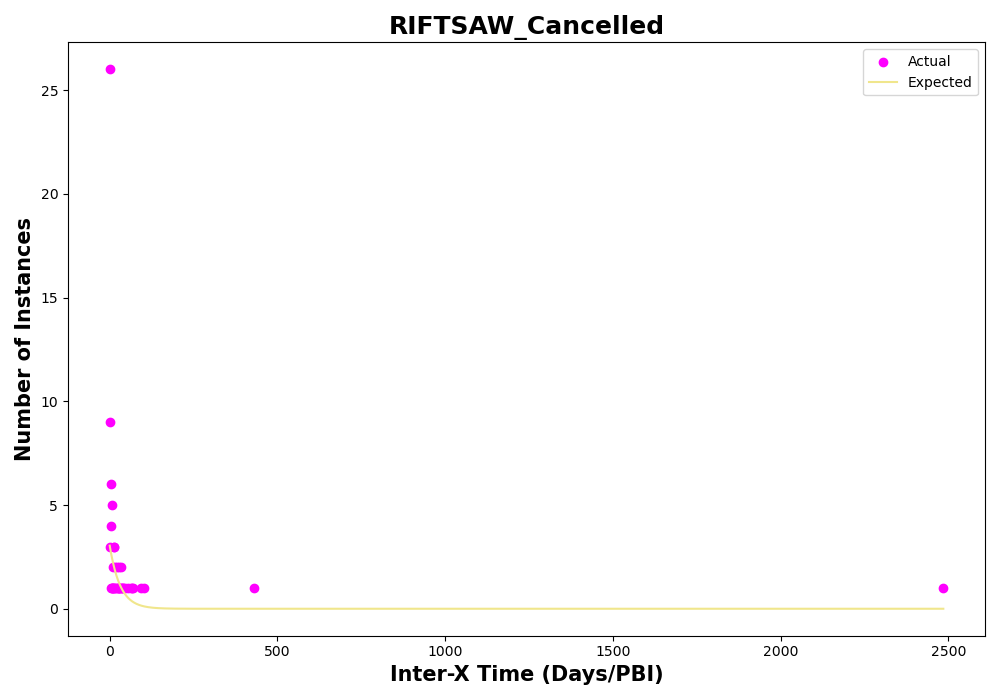 RIFTSAW_Cancelled
Actual
Expected
Number of Instances
25
20
15
10
5
0
0
500
1000
1500
2000
2500
Inter-X Time (Days/PBI)